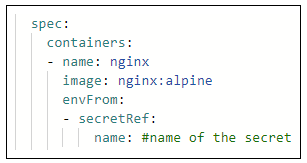 spec:
  containers:
  - name: nginx
    image: nginx:alpine
    envFrom:
    - secretRef:
        name: #name of the secret